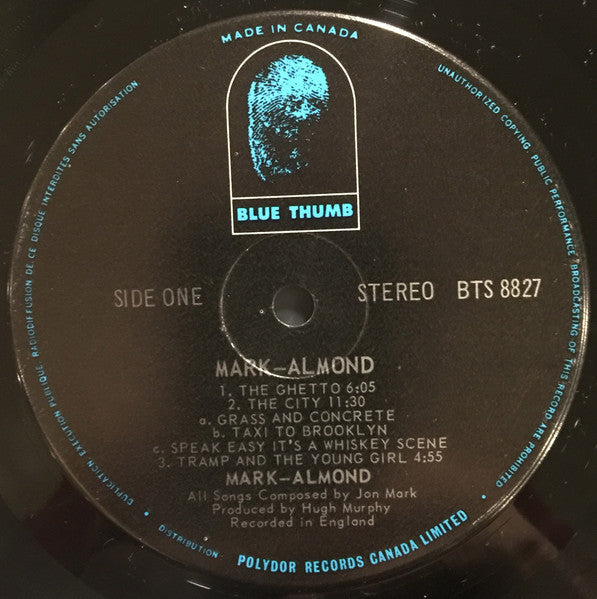 MADE IN CANADA
BLUE THUMB
UNAUTHORIZED COPYING PUBLIC PERFORMANCE BROADCASTING OF THIS RECORD ARE PROHIBITED
DUPLICATION EXECUTION PUBLIQUE, RADIODIFFUSION DE CE DISQUE INTERDITES SANS AUTORISATION
SIDE ONE
STEREO BTS 8827
MARK-ALMOND
1. THE GHETTO 6:05
2. THE CITY 11:30
a. GRASS AND CONCRETE
b. TAXI TO BROOKLYN
c. SPEAK EASY IT'S A WHISKEY SCENE
3. TRAMP AND THE YOUNG GIRL 4:55
MARK-ALMOND
All Songs Composed by Jon Mark
Produced by Hugh Murphy
Recorded in England
DISTRIBUTION - POLYDOR RECORDS CANADA LIMITED